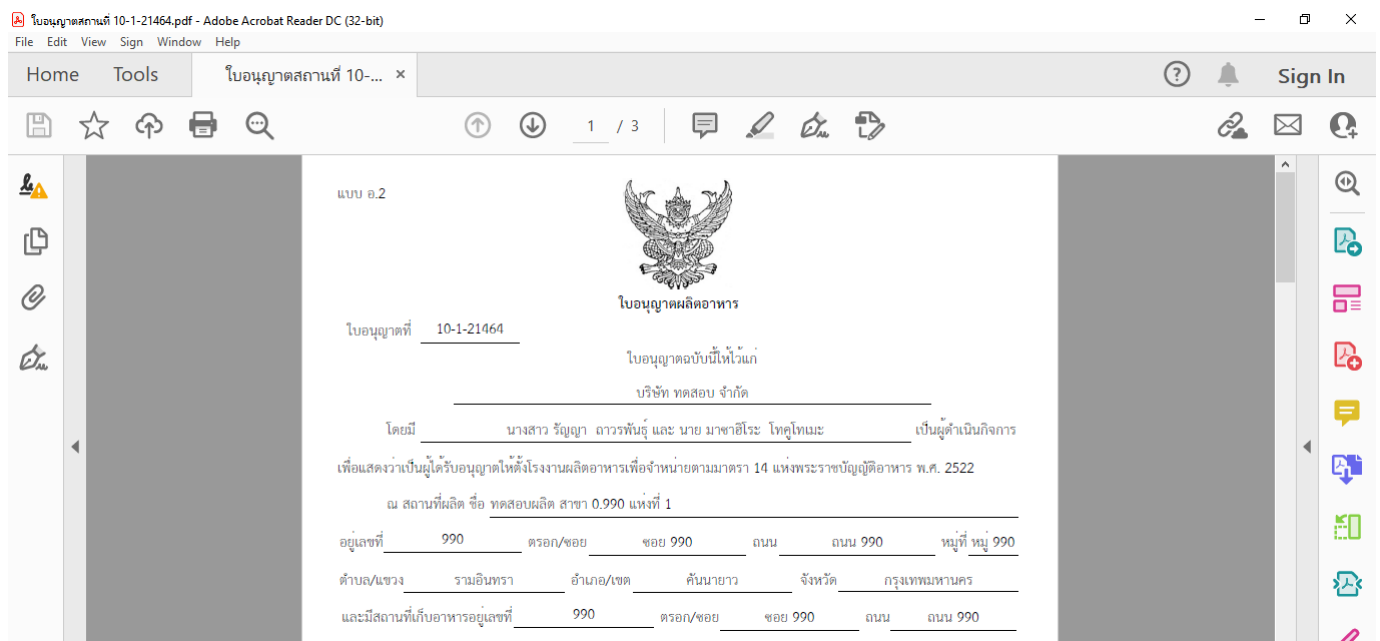 ใบอนุญาตสถานที่ 10-1-21464.pdf - Adobe Acrobat Reader DC (32-bit)
File Edit View Sign Window Help
Home Tools ใบอนุญาตสถานที่ 10-... × Sign In
1 / 3
แบบ อ.2
ใบอนุญาตผลิตอาหาร
ใบอนุญาตที่ 10-1-21464
ใบอนุญาตฉบับนี้ให้ไว้แก่
บริษัท ทดสอบ จำกัด
โดยมี นางสาว รัญญา ถาวรพันธุ์ และ นาย มาซาฮิโระ โทคูโทเมะ เป็นผู้ดำเนินกิจการ
เพื่อแสดงว่าเป็นผู้ได้รับอนุญาตให้ตั้งโรงงานผลิตอาหารเพื่อจำหน่ายตามมาตรา 14 แห่งพระราชบัญญัติอาหาร พ.ศ. 2522
ณ สถานที่ผลิต ชื่อ ทดสอบผลิต สาขา 0.990 แห่งที่ 1
อยู่เลขที่ 990 ตรอก/ซอย ซอย 990 ถนน ถนน 990 หมู่ที่ หมู่ 990
ตำบล/แขวง รามอินทรา อำเภอ/เขต คันนายาว จังหวัด กรุงเทพมหานคร
และมีสถานที่เก็บอาหารอยู่เลขที่ 990 ตรอก/ซอย ซอย 990 ถนน ถนน 990